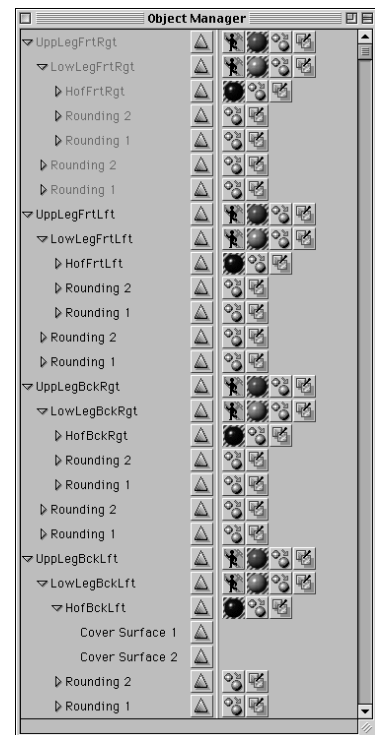 Object Manager
UppLegFrtRgt
LowLegFrtRgt
HofFrtRgt
Rounding 2
Rounding 1
Rounding 2
Rounding 1
UppLegFrtLft
LowLegFrtLft
HofFrtLft
Rounding 2
Rounding 1
Rounding 2
Rounding 1
UppLegBckRgt
LowLegBckRgt
HofBckRgt
Rounding 2
Rounding 1
Rounding 2
Rounding 1
UppLegBckLft
LowLegBckLft
HofBckLft
Cover Surface 1
Cover Surface 2
Rounding 2
Rounding 1